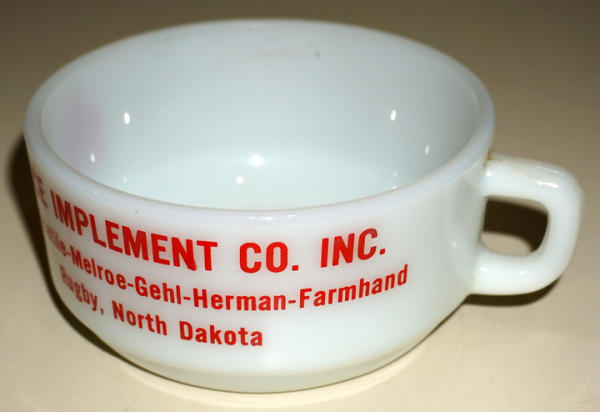 IMPLEMENT CO. INC.
-Melroe-Gehl-Herman-Farmhand
Rugby, North Dakota